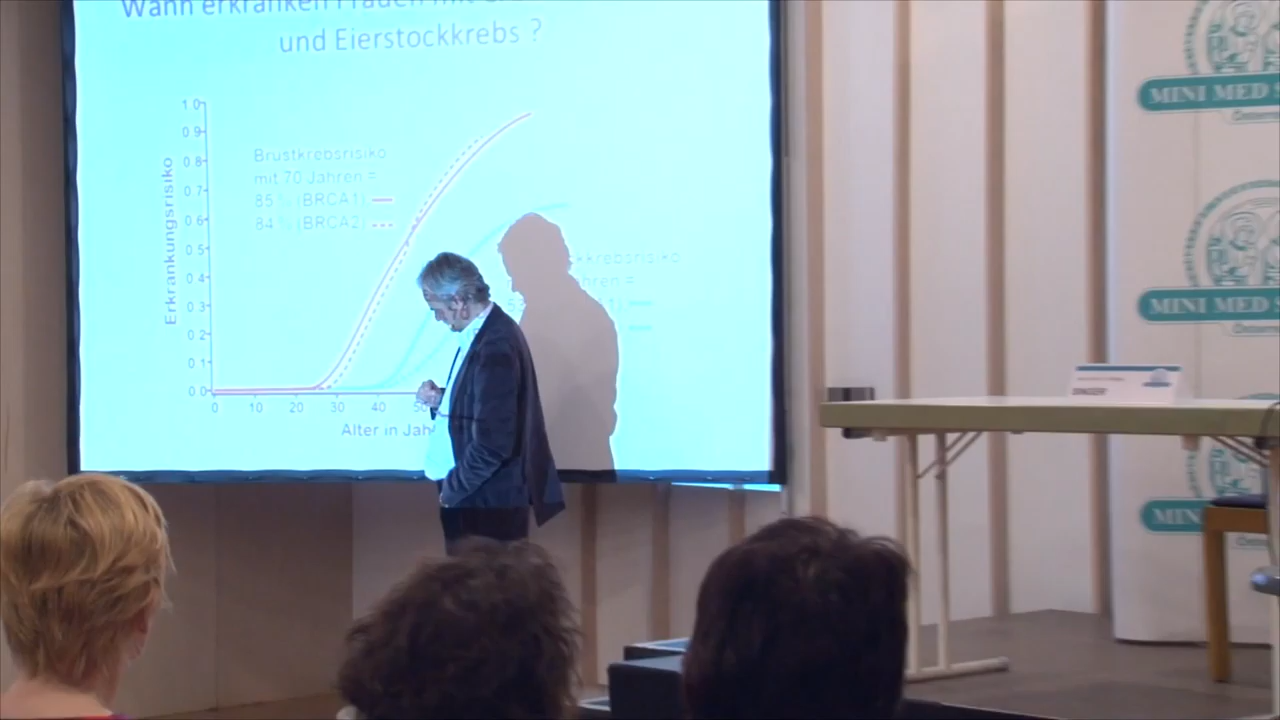 Wann erkranken Frauen mit
und Eierstockkrebs ?
1.0
0.9
0.8
0.7
0.6
0.5
0.4
0.3
0.2
0.1
0.0
Erkrankungsrisiko
Brustkrebsrisiko
mit 70 Jahren =
85 % (BRCA1)
84 % (BRCA2)
kkrebsrisiko
hren =
0 10 20 30 40
Alter in Jah
MINI MED
MINI MED
MINI